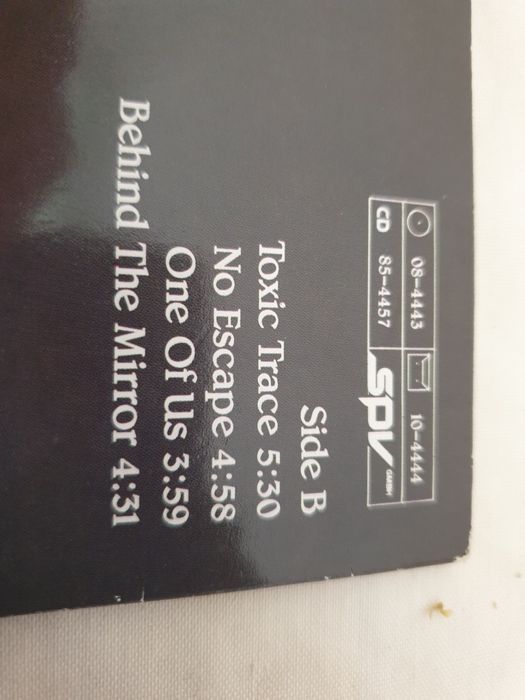 08-4443 10-4444
CD 85-4457 SPV GMBH
Side B
Toxic Trace 5:30
No Escape 4:58
One Of Us 3:59
Behind The Mirror 4:31